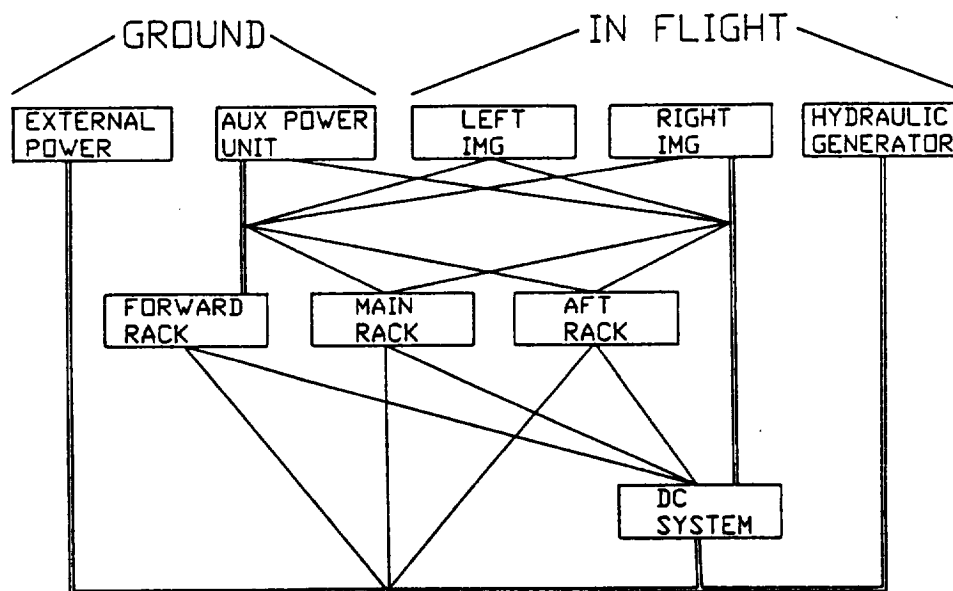 GROUND
IN FLIGHT
EXTERNAL
POWER
AUX POWER
UNIT
LEFT
IMG
RIGHT
IMG
HYDRAULIC
GENERATOR
FORWARD
RACK
MAIN
RACK
AFT
RACK
DC
SYSTEM